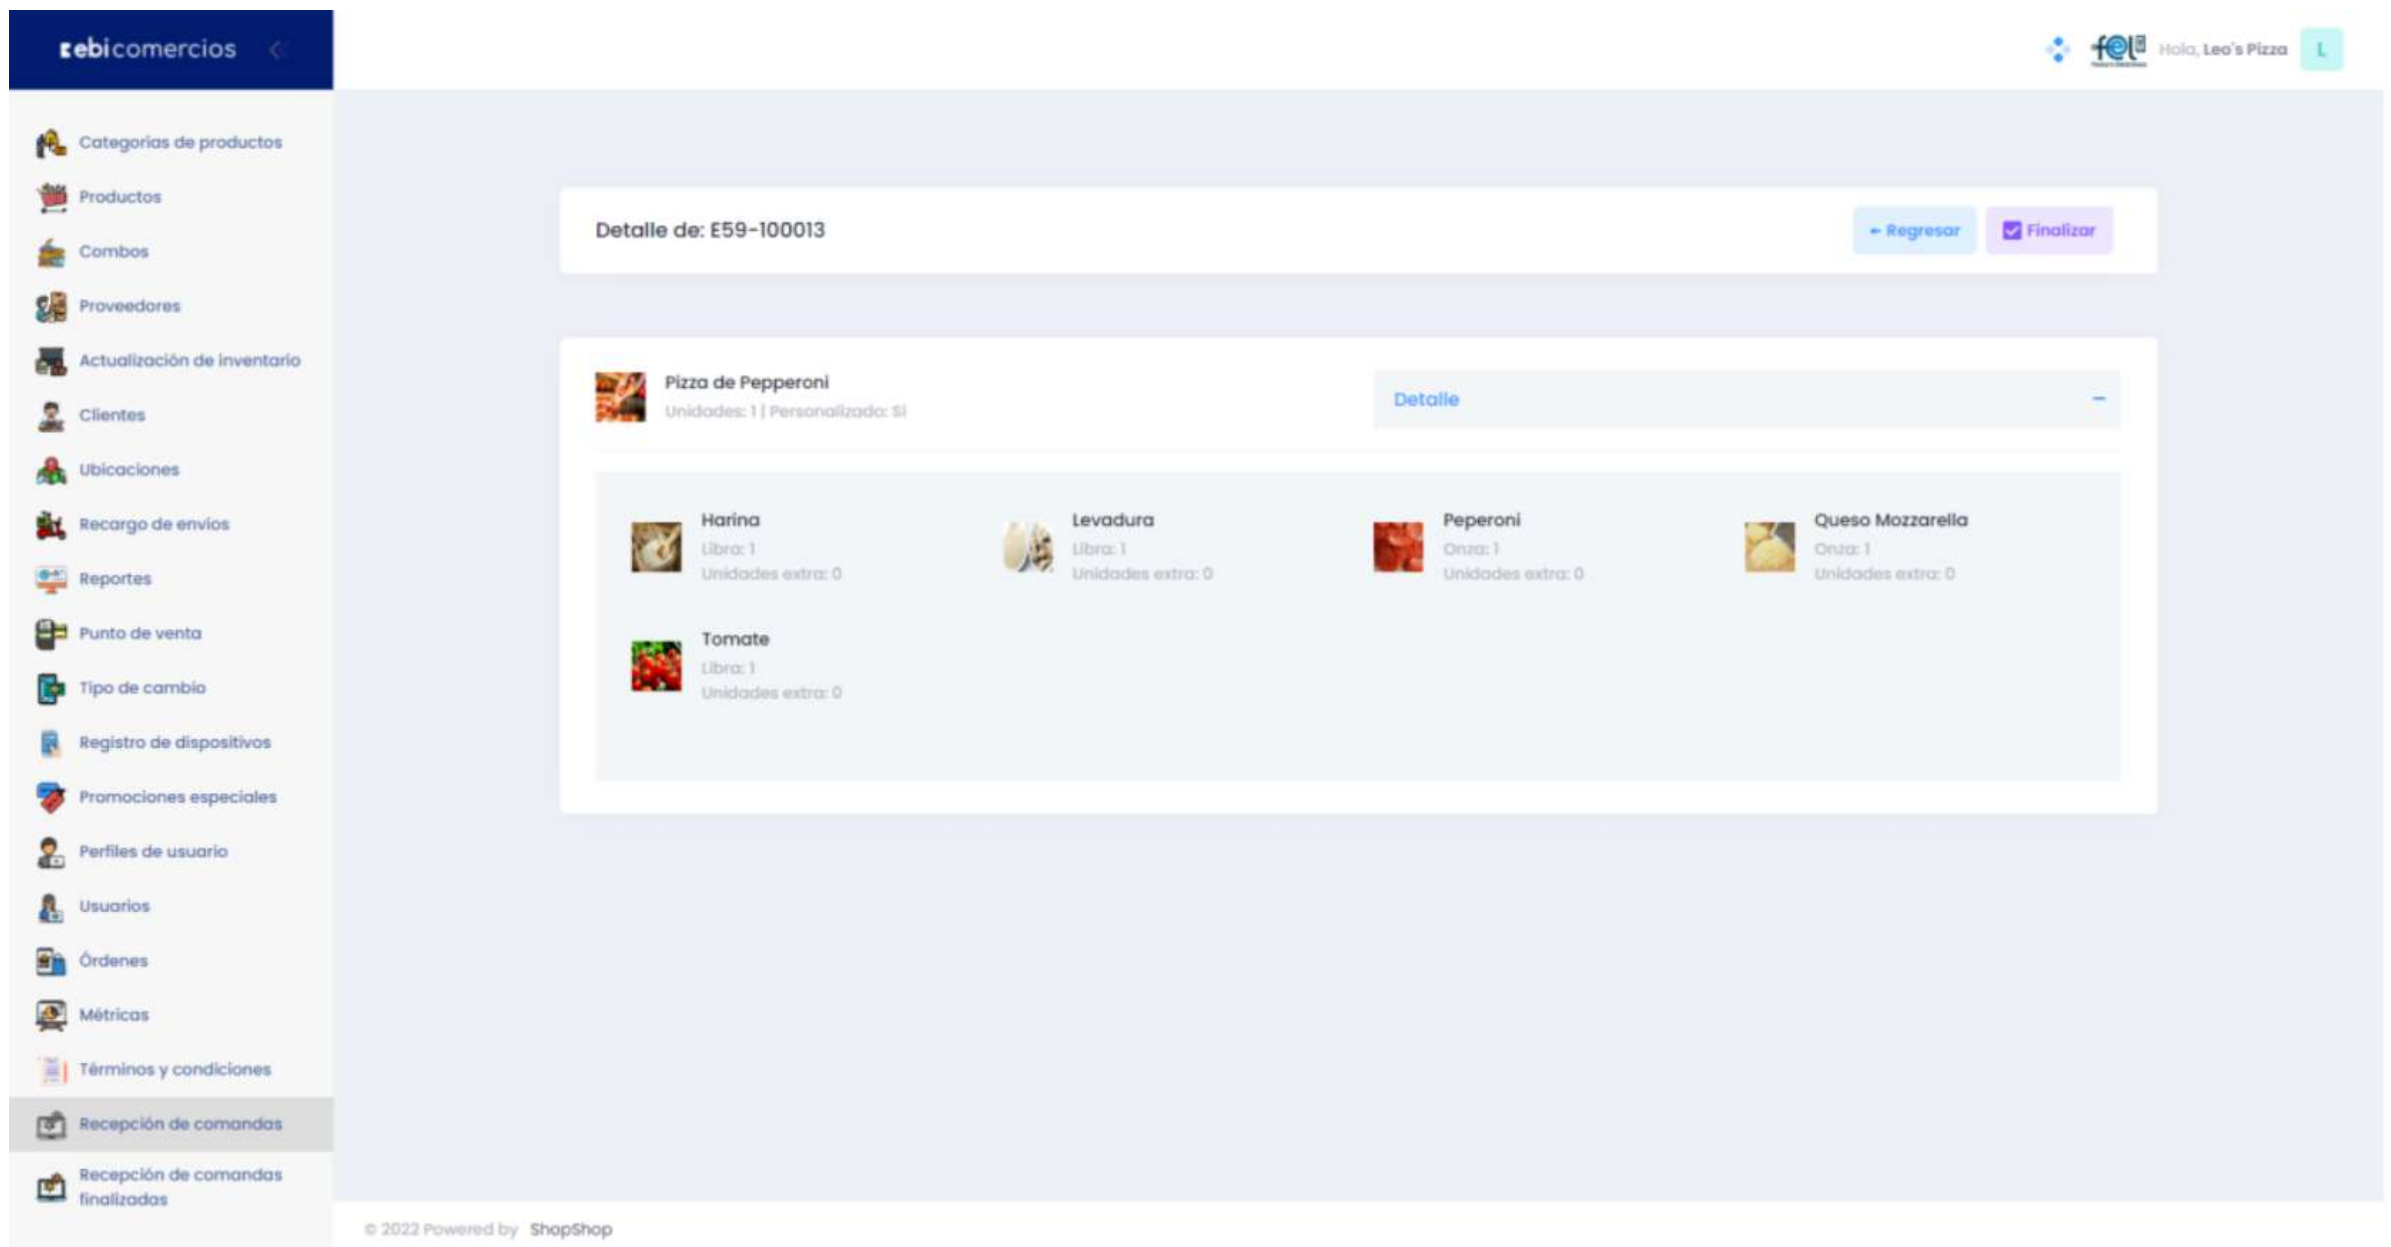 ebicomercios
fel Hola, Leo's Pizza L
Categorías de productos
Productos
Combos
Proveedores
Actualización de inventario
Clientes
Ubicaciones
Recargo de envíos
Reportes
Punto de venta
Tipo de cambio
Registro de dispositivos
Promociones especiales
Perfiles de usuario
Usuarios
Órdenes
Métricas
Términos y condiciones
Recepción de comandas
Recepción de comandas
finalizadas
Detalle de: E59-100013
Regresar
Finalizar
Pizza de Pepperoni
Unidades: 1 | Personalizado: Si
Detalle
Harina
Libra: 1
Unidades extra: 0
Levadura
Libra: 1
Unidades extra: 0
Peperoni
Onza: 1
Unidades extra: 0
Queso Mozzarella
Onza: 1
Unidades extra: 0
Tomate
Libra: 1
Unidades extra: 0
© 2022 Powered by ShopShop